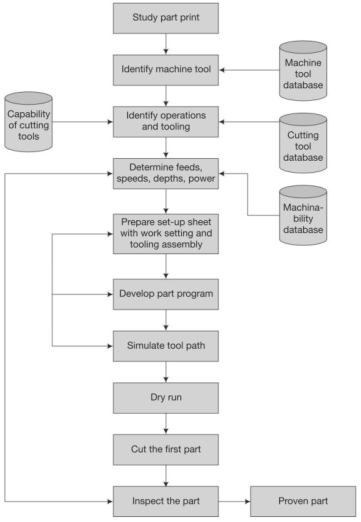 Study part print
Identify machine tool
Machine
tool
database
Capability
of cutting
tools
Identify operations
and tooling
Cutting
tool
database
Determine feeds,
speeds, depths, power
Machina-
bility
database
Prepare set-up sheet
with work setting and
tooling assembly
Develop part program
Simulate tool path
Dry run
Cut the first part
Inspect the part
Proven part